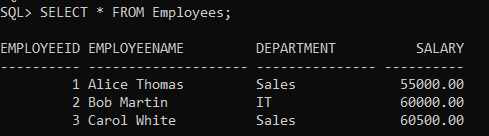 SQL> SELECT * FROM Employees;
EMPLOYEEID EMPLOYEENAME         DEPARTMENT          SALARY
---------- -------------------- --------------- ----------
         1 Alice Thomas         Sales             55000.00
         2 Bob Martin           IT                60000.00
         3 Carol White          Sales             60500.00